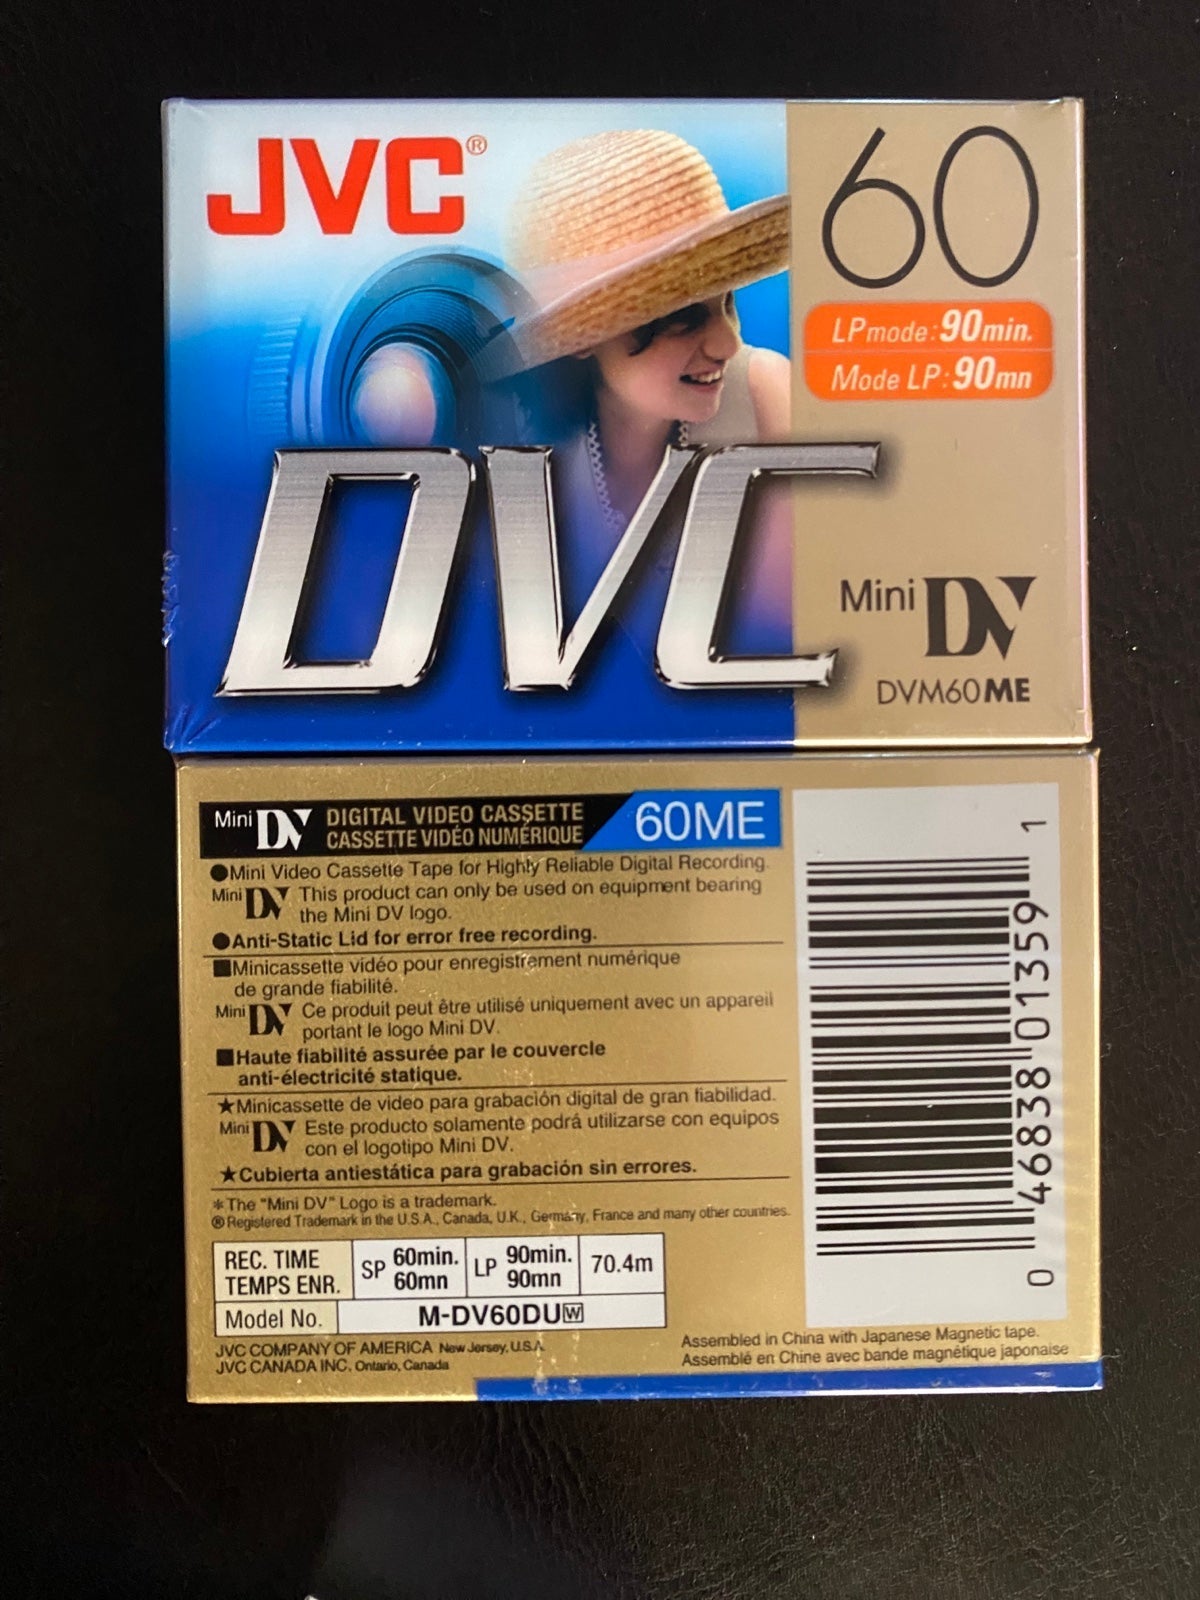 JVC®
60
LP mode: 90min.
Mode LP: 90mn
DVC
Mini DV
DVM60ME
Mini DV DIGITAL VIDEO CASSETTE
CASSETTE VIDÉO NUMÉRIQUE
60ME
●Mini Video Cassette Tape for Highly Reliable Digital Recording.
Mini DV This product can only be used on equipment bearing
the Mini DV logo.
●Anti-Static Lid for error free recording.
■Minicassette vidéo pour enregistrement numérique
de grande fiabilité.
Mini DV Ce produit peut être utilisé uniquement avec un appareil
portant le logo Mini DV.
■Haute fiabilité assurée par le couvercle
anti-électricité statique.
★Minicassette de video para grabación digital de gran fiabilidad.
Mini DV Este producto solamente podrá utilizarse con equipos
con el logotipo Mini DV.
★Cubierta antiestática para grabación sin errores.
*The "Mini DV" Logo is a trademark.
®Registered Trademark in the U.S.A., Canada, U.K., Germany, France and many other countries.
REC. TIME
TEMPS ENR.
SP 60min.
60mn
LP 90min.
90mn
70.4m
Model No. M-DV60DUW
JVC COMPANY OF AMERICA New Jersey, U.S.A.
JVC CANADA INC. Ontario, Canada
Assembled in China with Japanese Magnetic tape.
Assemblé en Chine avec bande magnétique japonaise
0 46838 01359 1